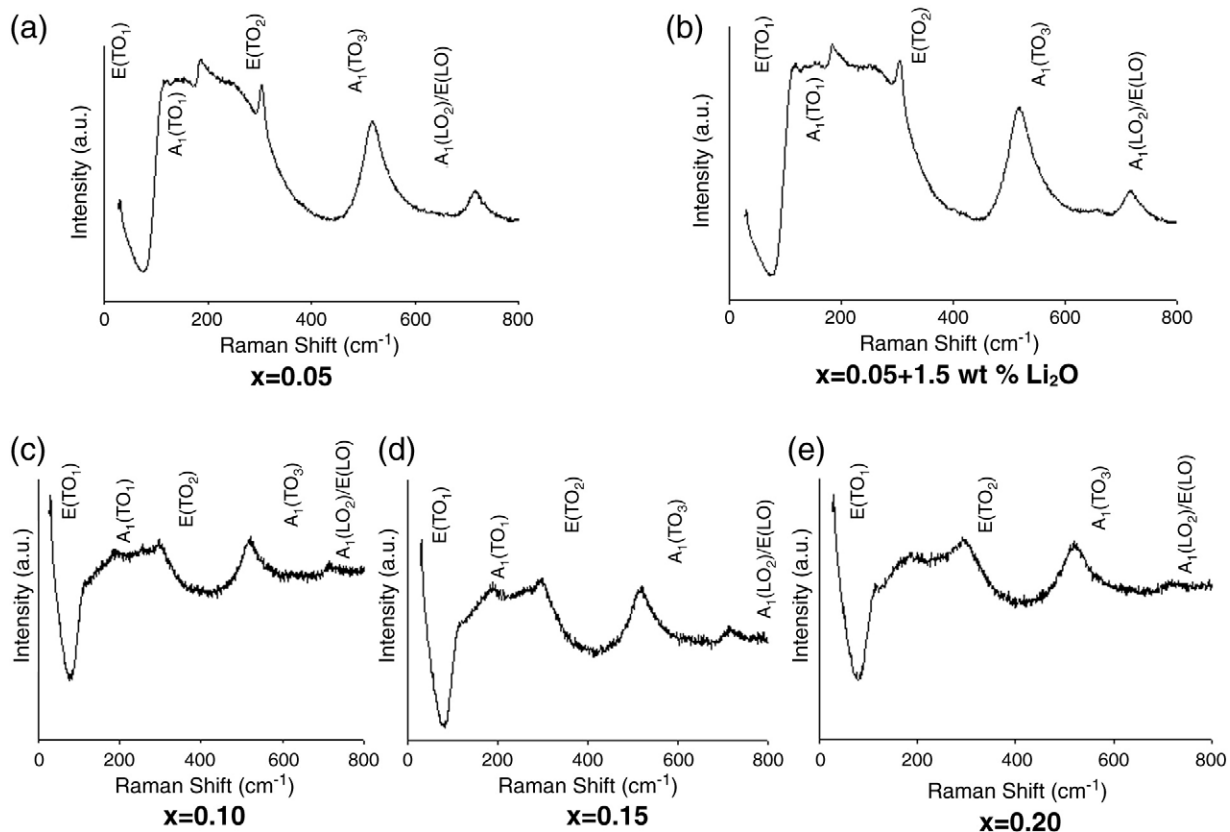 (a)
E(TO₁)
A₁(TO₁)
E(TO₂)
A₁(TO₃)
A₁(LO₂)/E(LO)
Intensity (a.u.)
0 200 400 600 800
Raman Shift (cm⁻¹)
x=0.05
(b)
E(TO₁)
A₁(TO₁)
E(TO₂)
A₁(TO₃)
A₁(LO₂)/E(LO)
Intensity (a.u.)
0 200 400 600 800
Raman Shift (cm⁻¹)
x=0.05+1.5 wt % Li₂O
(c)
E(TO₁)
A₁(TO₁)
E(TO₂)
A₁(TO₃)
A₁(LO₂)/E(LO)
Intensity (a.u.)
0 200 400 600 800
Raman Shift (cm⁻¹)
x=0.10
(d)
E(TO₁)
A₁(TO₁)
E(TO₂)
A₁(TO₃)
A₁(LO₂)/E(LO)
Intensity (a.u.)
0 200 400 600 800
Raman Shift (cm⁻¹)
x=0.15
(e)
E(TO₁)
E(TO₂)
A₁(TO₃)
A₁(LO₂)/E(LO)
Intensity (a.u.)
0 200 400 600 800
Raman Shift (cm⁻¹)
x=0.20